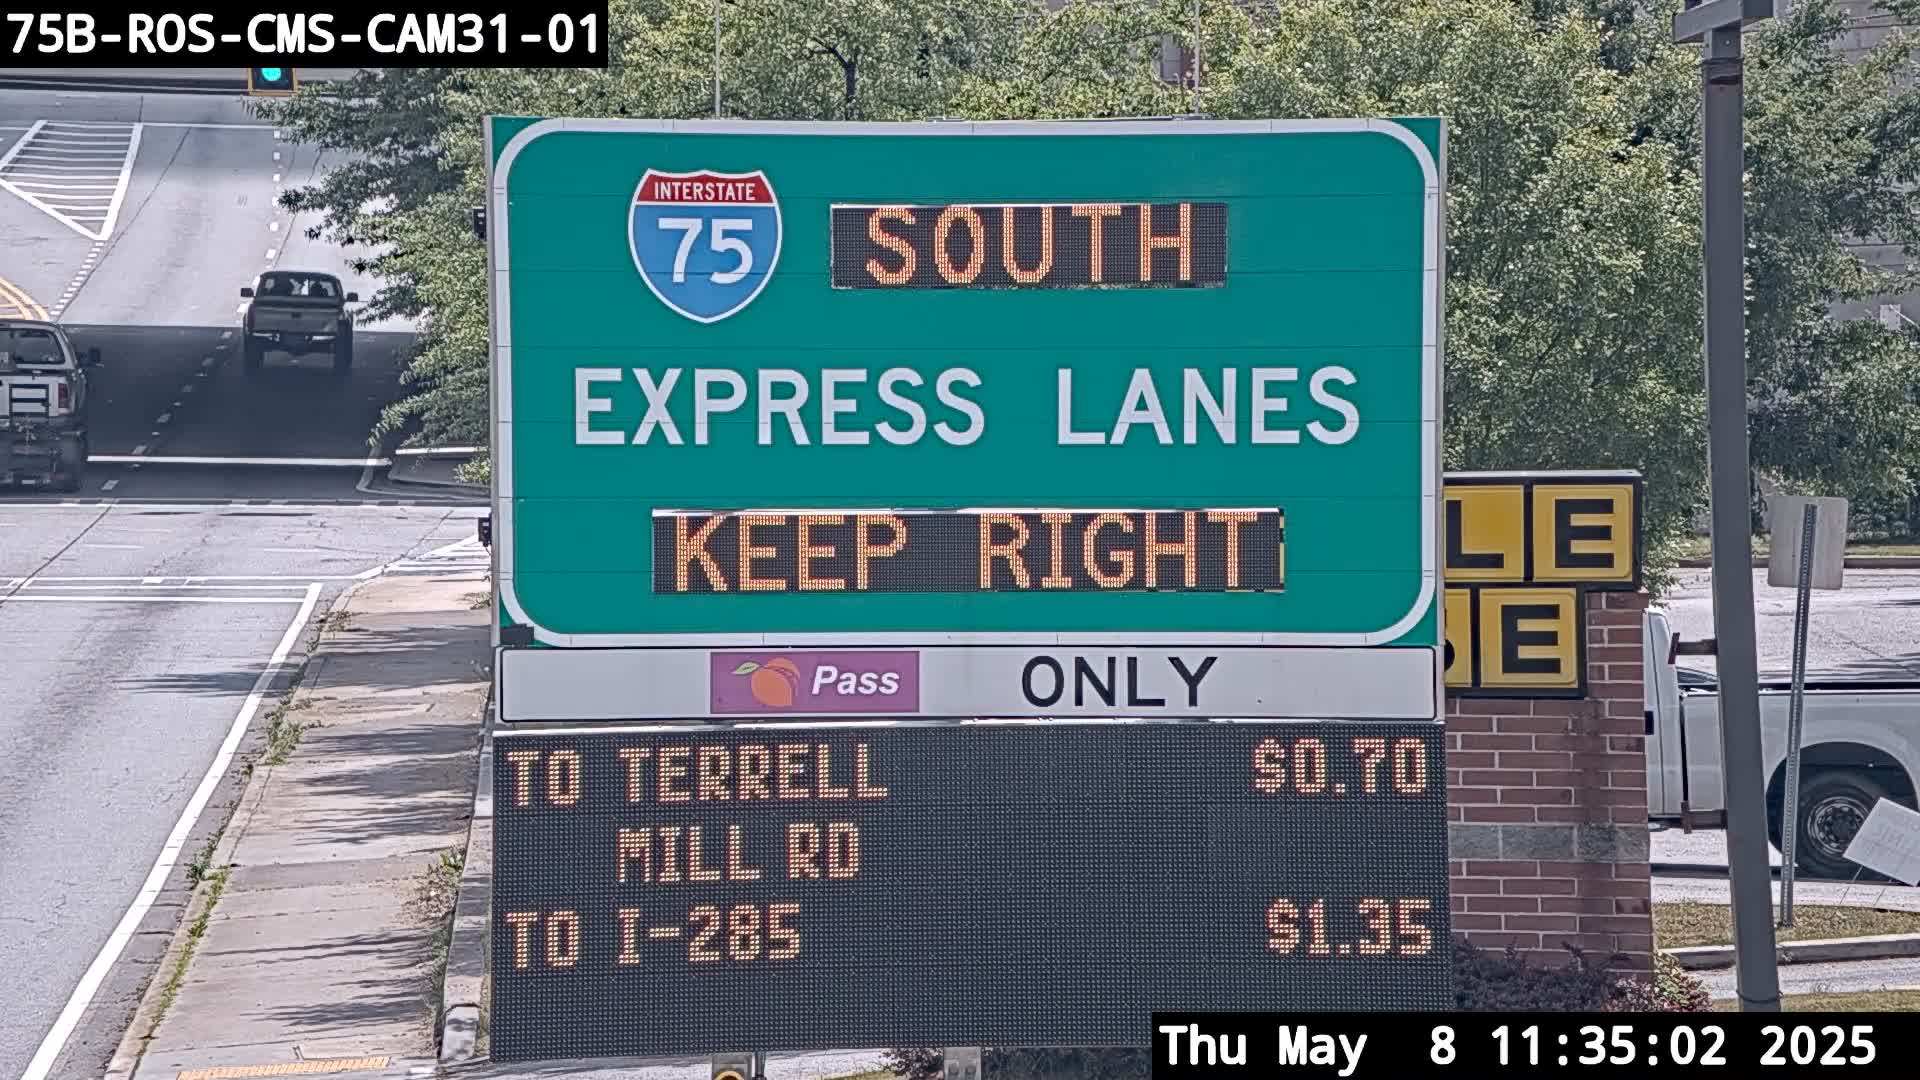 75B-ROS-CMS-CAM31-01
INTERSTATE
75
SOUTH
EXPRESS LANES
KEEP RIGHT
Pass ONLY
TO TERRELL $0.70
MILL RD
TO I-285 $1.35
LE
E
Thu May 8 11:35:02 2025